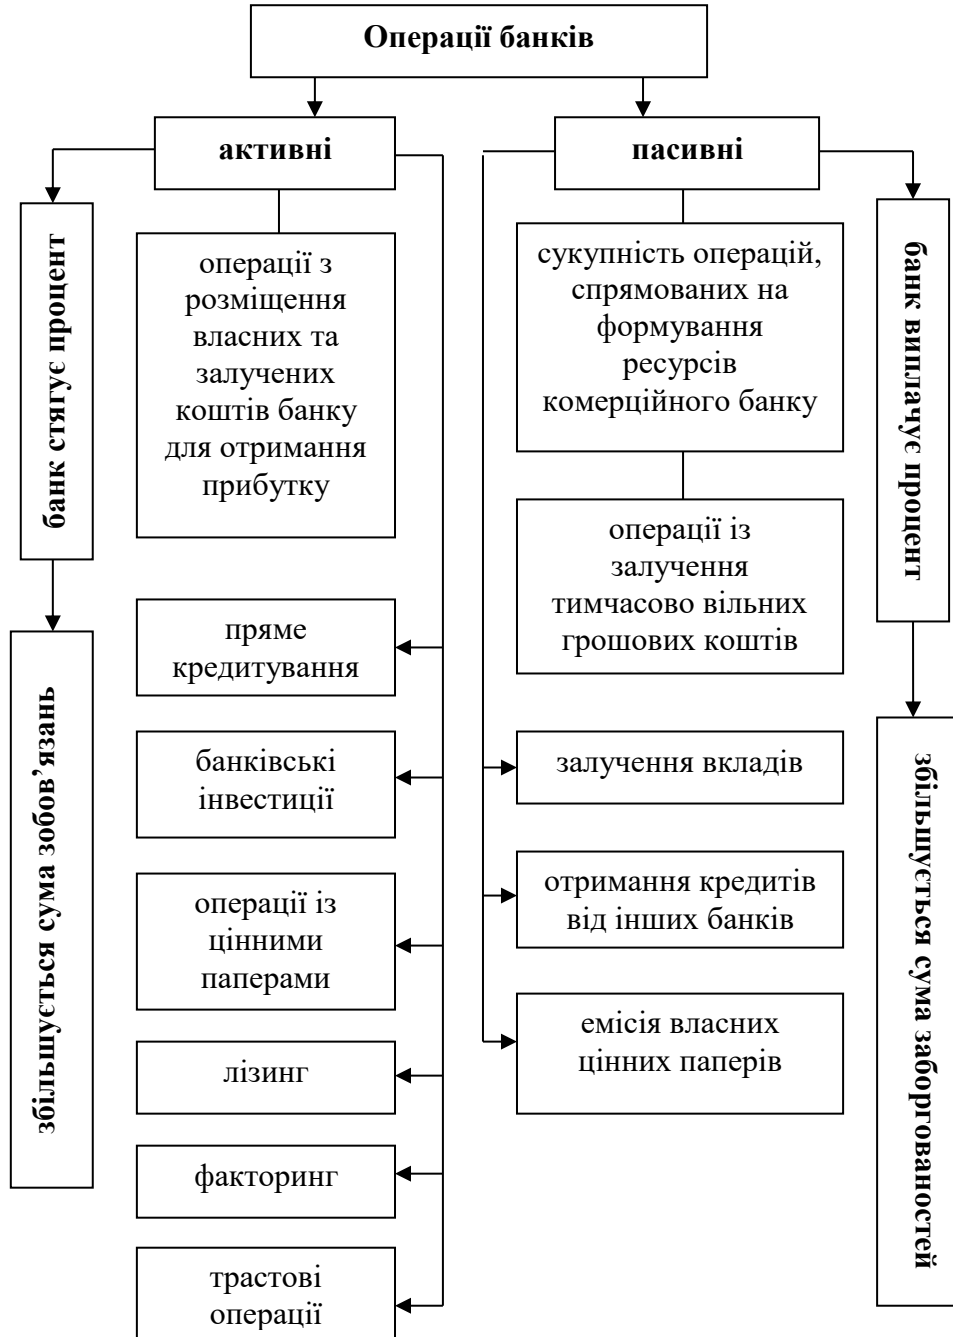 Операції банків
активні
пасивні
банк стягує процент
операції з
розміщення
власних та
залучених
коштів банку
для отримання
прибутку
сукупність операцій,
спрямованих на
формування
ресурсів
комерційного банку
банк виплачує процент
операції із
залучення
тимчасово вільних
грошових коштів
збільшується сума зобов’язань
пряме
кредитування
банківські
інвестиції
операції із
цінними
паперами
лізинг
факторинг
трастові
операції
залучення вкладів
отримання кредитів
від інших банків
емісія власних
цінних паперів
збільшується сума заборгованостей